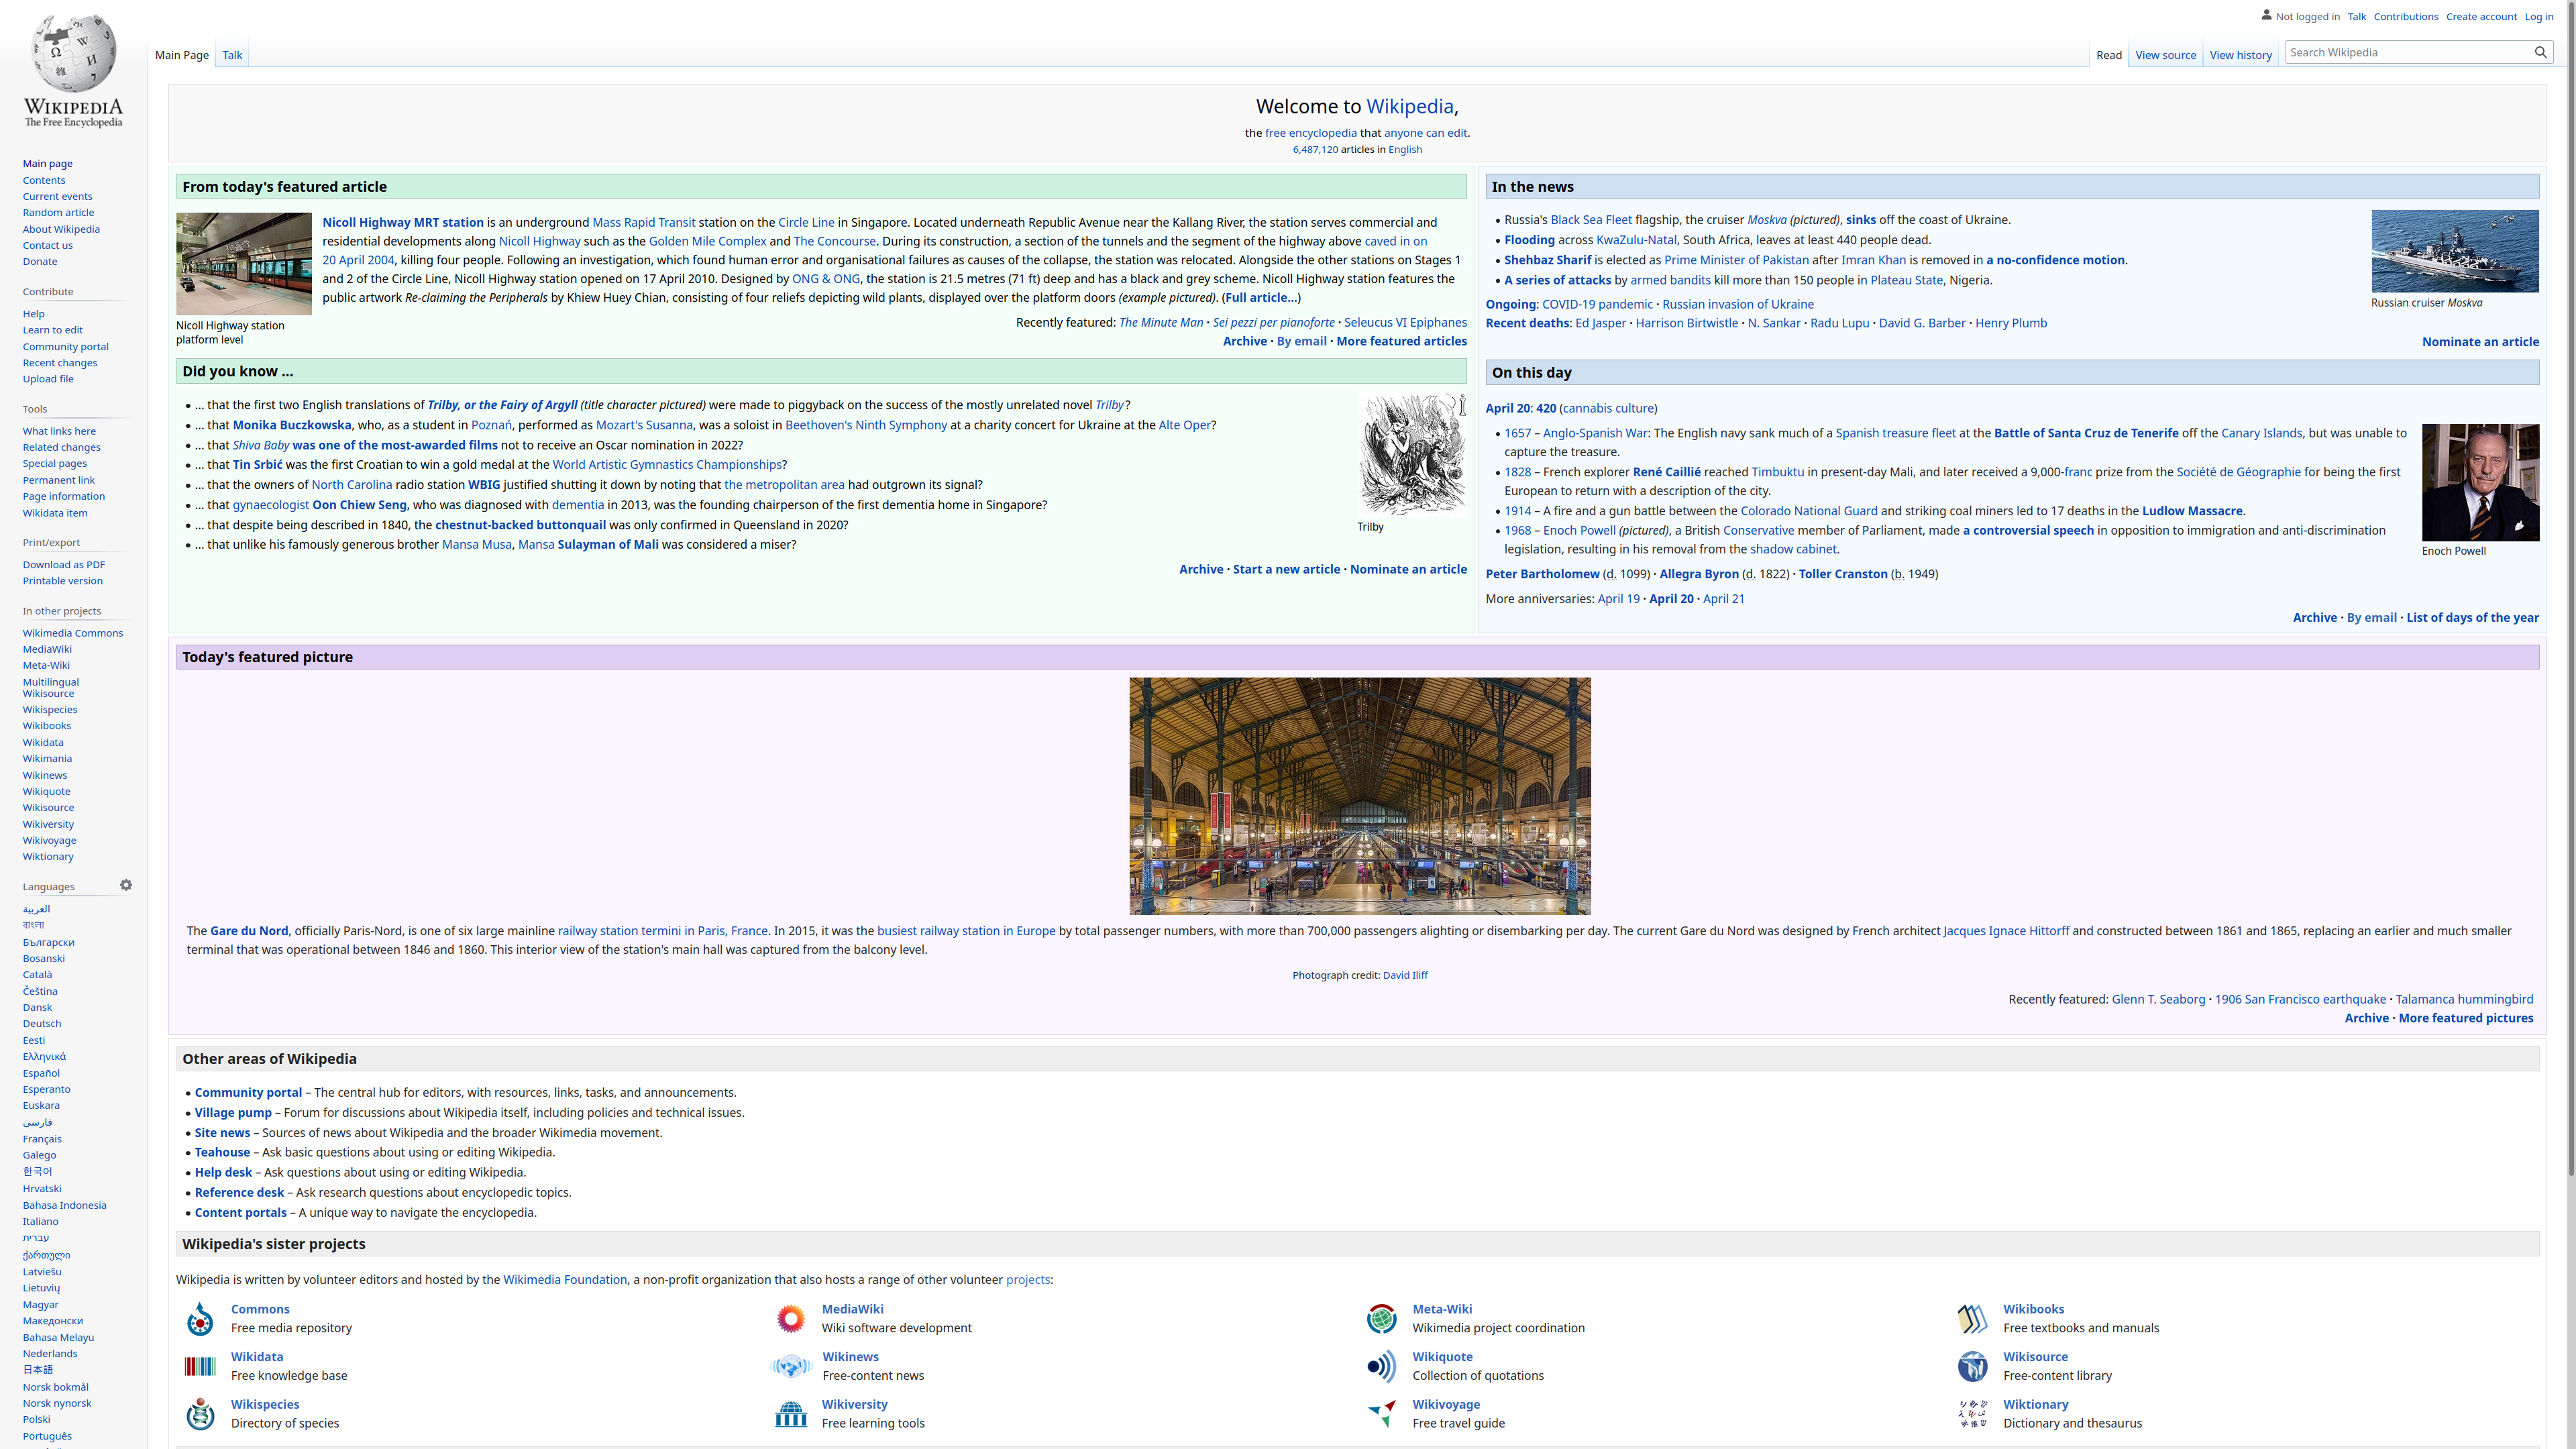 WIKIPEDIA
The Free Encyclopedia
Not logged in Talk Contributions Create account Log in
Main Page Talk
Read View source View history Search Wikipedia
Main page
Contents
Current events
Random article
About Wikipedia
Contact us
Donate
Contribute
Help
Learn to edit
Community portal
Recent changes
Upload file
Tools
What links here
Related changes
Special pages
Permanent link
Page information
Wikidata item
Print/export
Download as PDF
Printable version
In other projects
Wikimedia Commons
MediaWiki
Meta-Wiki
Multilingual
Wikisource
Wikispecies
Wikibooks
Wikidata
Wikimania
Wikinews
Wikiquote
Wikisource
Wikiversity
Wikivoyage
Wiktionary
Languages
العربية
বাংলা
Български
Bosanski
Català
Čeština
Dansk
Deutsch
Eesti
Ελληνικά
Español
Esperanto
Euskara
فارسی
Français
Galego
한국어
Hrvatski
Bahasa Indonesia
Italiano
עברית
ქართული
Latviešu
Lietuvių
Magyar
Македонски
Bahasa Melayu
Nederlands
日本語
Norsk bokmål
Norsk nynorsk
Polski
Português
Welcome to Wikipedia,
the free encyclopedia that anyone can edit.
6,487,120 articles in English
From today's featured article
Nicoll Highway station
platform level
Nicoll Highway MRT station is an underground Mass Rapid Transit station on the Circle Line in Singapore. Located underneath Republic Avenue near the Kallang River, the station serves commercial and
residential developments along Nicoll Highway such as the Golden Mile Complex and The Concourse. During its construction, a section of the tunnels and the segment of the highway above caved in on
20 April 2004, killing four people. Following an investigation, which found human error and organisational failures as causes of the collapse, the station was relocated. Alongside the other stations on Stages 1
and 2 of the Circle Line, Nicoll Highway station opened on 17 April 2010. Designed by ONG & ONG, the station is 21.5 metres (71 ft) deep and has a black and grey scheme. Nicoll Highway station features the
public artwork Re-claiming the Peripherals by Khiew Huey Chian, consisting of four reliefs depicting wild plants, displayed over the platform doors (example pictured). (Full article...)
Recently featured: The Minute Man · Sei pezzi per pianoforte · Seleucus VI Epiphanes
Archive · By email · More featured articles
Did you know ...
• ... that the first two English translations of Trilby, or the Fairy of Argyll (title character pictured) were made to piggyback on the success of the mostly unrelated novel Trilby?
• ... that Monika Buczkowska, who, as a student in Poznań, performed as Mozart's Susanna, was a soloist in Beethoven's Ninth Symphony at a charity concert for Ukraine at the Alte Oper?
• ... that Shiva Baby was one of the most-awarded films not to receive an Oscar nomination in 2022?
• ... that Tin Srbić was the first Croatian to win a gold medal at the World Artistic Gymnastics Championships?
• ... that the owners of North Carolina radio station WBIG justified shutting it down by noting that the metropolitan area had outgrown its signal?
• ... that gynaecologist Oon Chiew Seng, who was diagnosed with dementia in 2013, was the founding chairperson of the first dementia home in Singapore?
• ... that despite being described in 1840, the chestnut-backed buttonquail was only confirmed in Queensland in 2020?
• ... that unlike his famously generous brother Mansa Musa, Mansa Sulayman of Mali was considered a miser?
Trilby
Archive · Start a new article · Nominate an article
In the news
• Russia's Black Sea Fleet flagship, the cruiser Moskva (pictured), sinks off the coast of Ukraine.
• Flooding across KwaZulu-Natal, South Africa, leaves at least 440 people dead.
• Shehbaz Sharif is elected as Prime Minister of Pakistan after Imran Khan is removed in a no-confidence motion.
• A series of attacks by armed bandits kill more than 150 people in Plateau State, Nigeria.
Russian cruiser Moskva
Ongoing: COVID-19 pandemic · Russian invasion of Ukraine
Recent deaths: Ed Jasper · Harrison Birtwistle · N. Sankar · Radu Lupu · David G. Barber · Henry Plumb
Nominate an article
On this day
April 20: 420 (cannabis culture)
• 1657 – Anglo-Spanish War: The English navy sank much of a Spanish treasure fleet at the Battle of Santa Cruz de Tenerife off the Canary Islands, but was unable to
capture the treasure.
• 1828 – French explorer René Caillié reached Timbuktu in present-day Mali, and later received a 9,000-franc prize from the Société de Géographie for being the first
European to return with a description of the city.
• 1914 – A fire and a gun battle between the Colorado National Guard and striking coal miners led to 17 deaths in the Ludlow Massacre.
• 1968 – Enoch Powell (pictured), a British Conservative member of Parliament, made a controversial speech in opposition to immigration and anti-discrimination
legislation, resulting in his removal from the shadow cabinet.
Enoch Powell
Peter Bartholomew (d. 1099) · Allegra Byron (d. 1822) · Toller Cranston (b. 1949)
More anniversaries: April 19 · April 20 · April 21
Archive · By email · List of days of the year
Today's featured picture
The Gare du Nord, officially Paris-Nord, is one of six large mainline railway station termini in Paris, France. In 2015, it was the busiest railway station in Europe by total passenger numbers, with more than 700,000 passengers alighting or disembarking per day. The current Gare du Nord was designed by French architect Jacques Ignace Hittorff and constructed between 1861 and 1865, replacing an earlier and much smaller
terminal that was operational between 1846 and 1860. This interior view of the station's main hall was captured from the balcony level.
Photograph credit: David Iliff
Recently featured: Glenn T. Seaborg · 1906 San Francisco earthquake · Talamanca hummingbird
Archive · More featured pictures
Other areas of Wikipedia
• Community portal – The central hub for editors, with resources, links, tasks, and announcements.
• Village pump – Forum for discussions about Wikipedia itself, including policies and technical issues.
• Site news – Sources of news about Wikipedia and the broader Wikimedia movement.
• Teahouse – Ask basic questions about using or editing Wikipedia.
• Help desk – Ask questions about using or editing Wikipedia.
• Reference desk – Ask research questions about encyclopedic topics.
• Content portals – A unique way to navigate the encyclopedia.
Wikipedia's sister projects
Wikipedia is written by volunteer editors and hosted by the Wikimedia Foundation, a non-profit organization that also hosts a range of other volunteer projects:
Commons
Free media repository
MediaWiki
Wiki software development
Meta-Wiki
Wikimedia project coordination
Wikibooks
Free textbooks and manuals
Wikidata
Free knowledge base
Wikinews
Free-content news
Wikiquote
Collection of quotations
Wikisource
Free-content library
Wikispecies
Directory of species
Wikiversity
Free learning tools
Wikivoyage
Free travel guide
Wiktionary
Dictionary and thesaurus